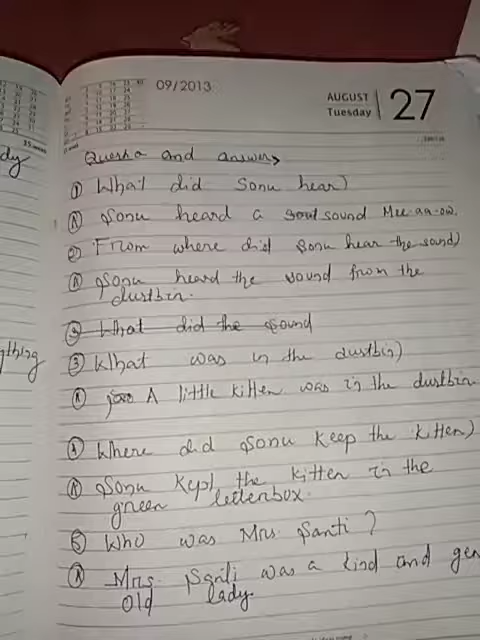 09/2013
AUGUST
Tuesday
27
dy
and answers
① What did Sonu hear?
Ⓐ Sonu heard a sound Mee-aa-ow.
② From where did Sonu hear the sound?
Ⓐ Sonu heard the sound from the
dustbin.
③ What did the sound
③ What was in the dustbin?
ything
Ⓐ A little kitten was in the dustbin
④ Where did Sonu keep the kitten?
Ⓐ Sonu kept the kitten in the
green letterbox.
⑤ Who was Mrs. Santi?
Ⓐ Mrs. Santi was a kind and gen
old lady.